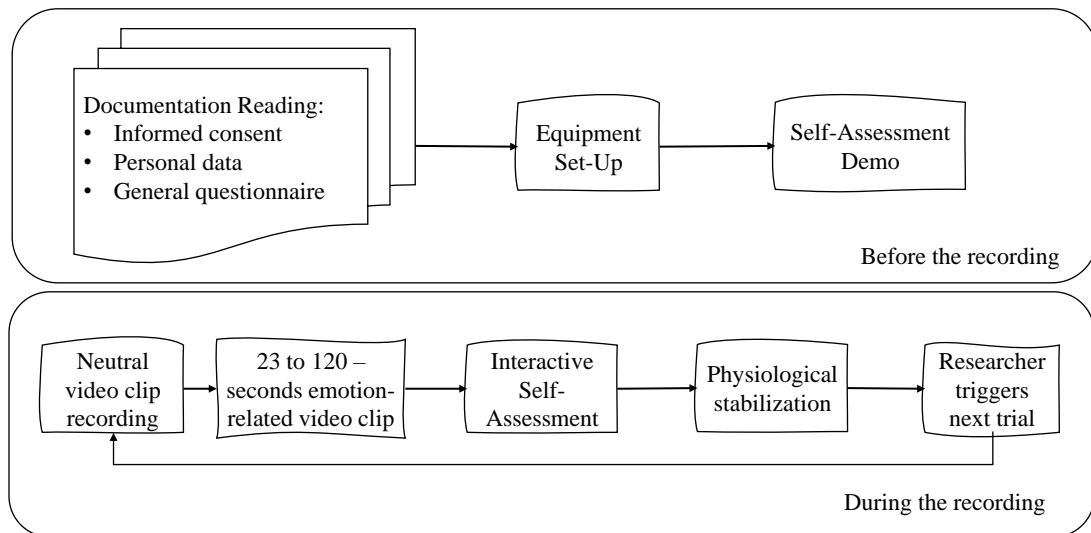 Documentation Reading:
• Informed consent
• Personal data
• General questionnaire
Equipment
Set-Up
Self-Assessment
Demo
Before the recording
Neutral
video clip
recording
23 to 120 –
seconds emotion-
related video clip
Interactive
Self-
Assessment
Physiological
stabilization
Researcher
triggers
next trial
During the recording